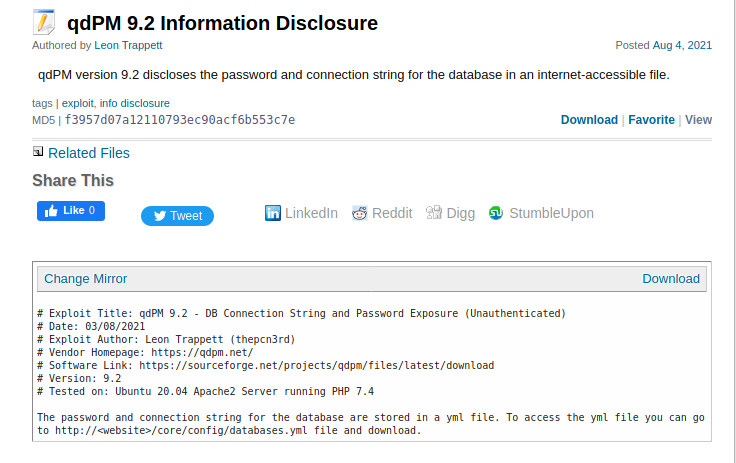 qdPM 9.2 Information Disclosure
Authored by Leon Trappett Posted Aug 4, 2021
qdPM version 9.2 discloses the password and connection string for the database in an internet-accessible file.
tags | exploit, info disclosure
MD5 | f3957d07a12110793ec90acf6b553c7e Download | Favorite | View
Related Files
Share This
Like 0 Tweet LinkedIn Reddit Digg StumbleUpon
Change Mirror Download
# Exploit Title: qdPM 9.2 - DB Connection String and Password Exposure (Unauthenticated)
# Date: 03/08/2021
# Exploit Author: Leon Trappett (thepcn3rd)
# Vendor Homepage: https://qdpm.net/
# Software Link: https://sourceforge.net/projects/qdpm/files/latest/download
# Version: 9.2
# Tested on: Ubuntu 20.04 Apache2 Server running PHP 7.4
The password and connection string for the database are stored in a yml file. To access the yml file you can go
to http://<website>/core/config/databases.yml file and download.